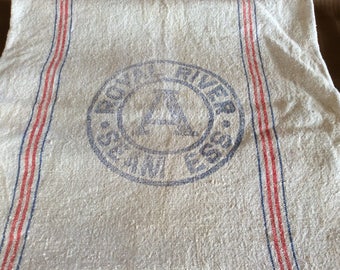 ROYAL RIVER
A
· SEAMLESS ·